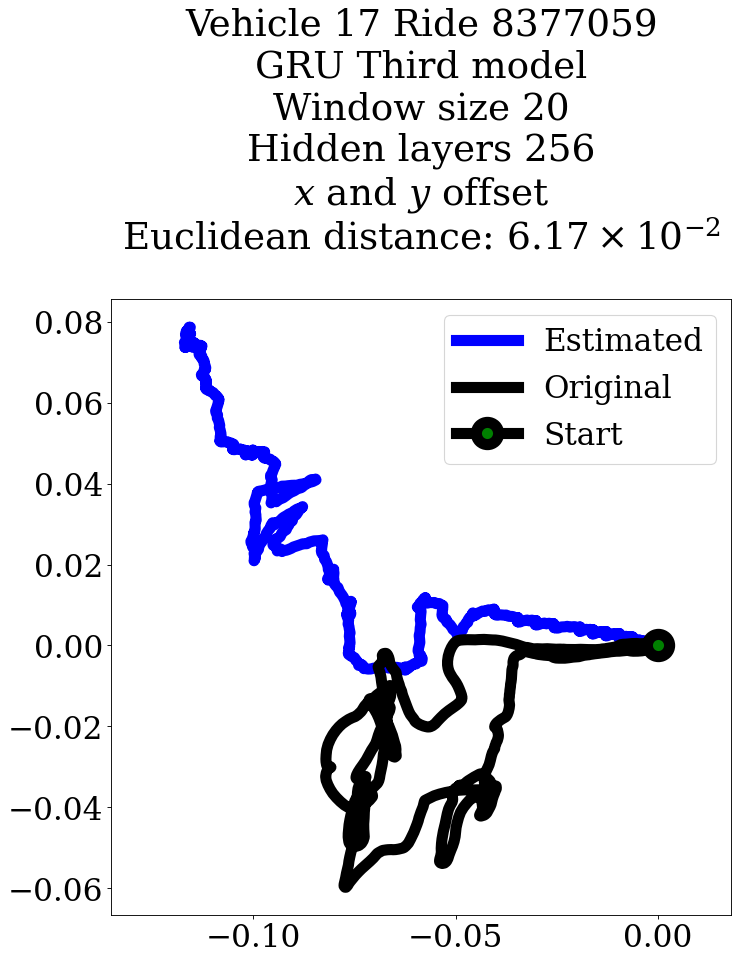 Vehicle 17 Ride 8377059
GRU Third model
Window size 20
Hidden layers 256
x and y offset
Euclidean distance: 6.17 × 10⁻²
Estimated
Original
Start
0.08
0.06
0.04
0.02
0.00
−0.02
−0.04
−0.06
−0.10
−0.05
0.00